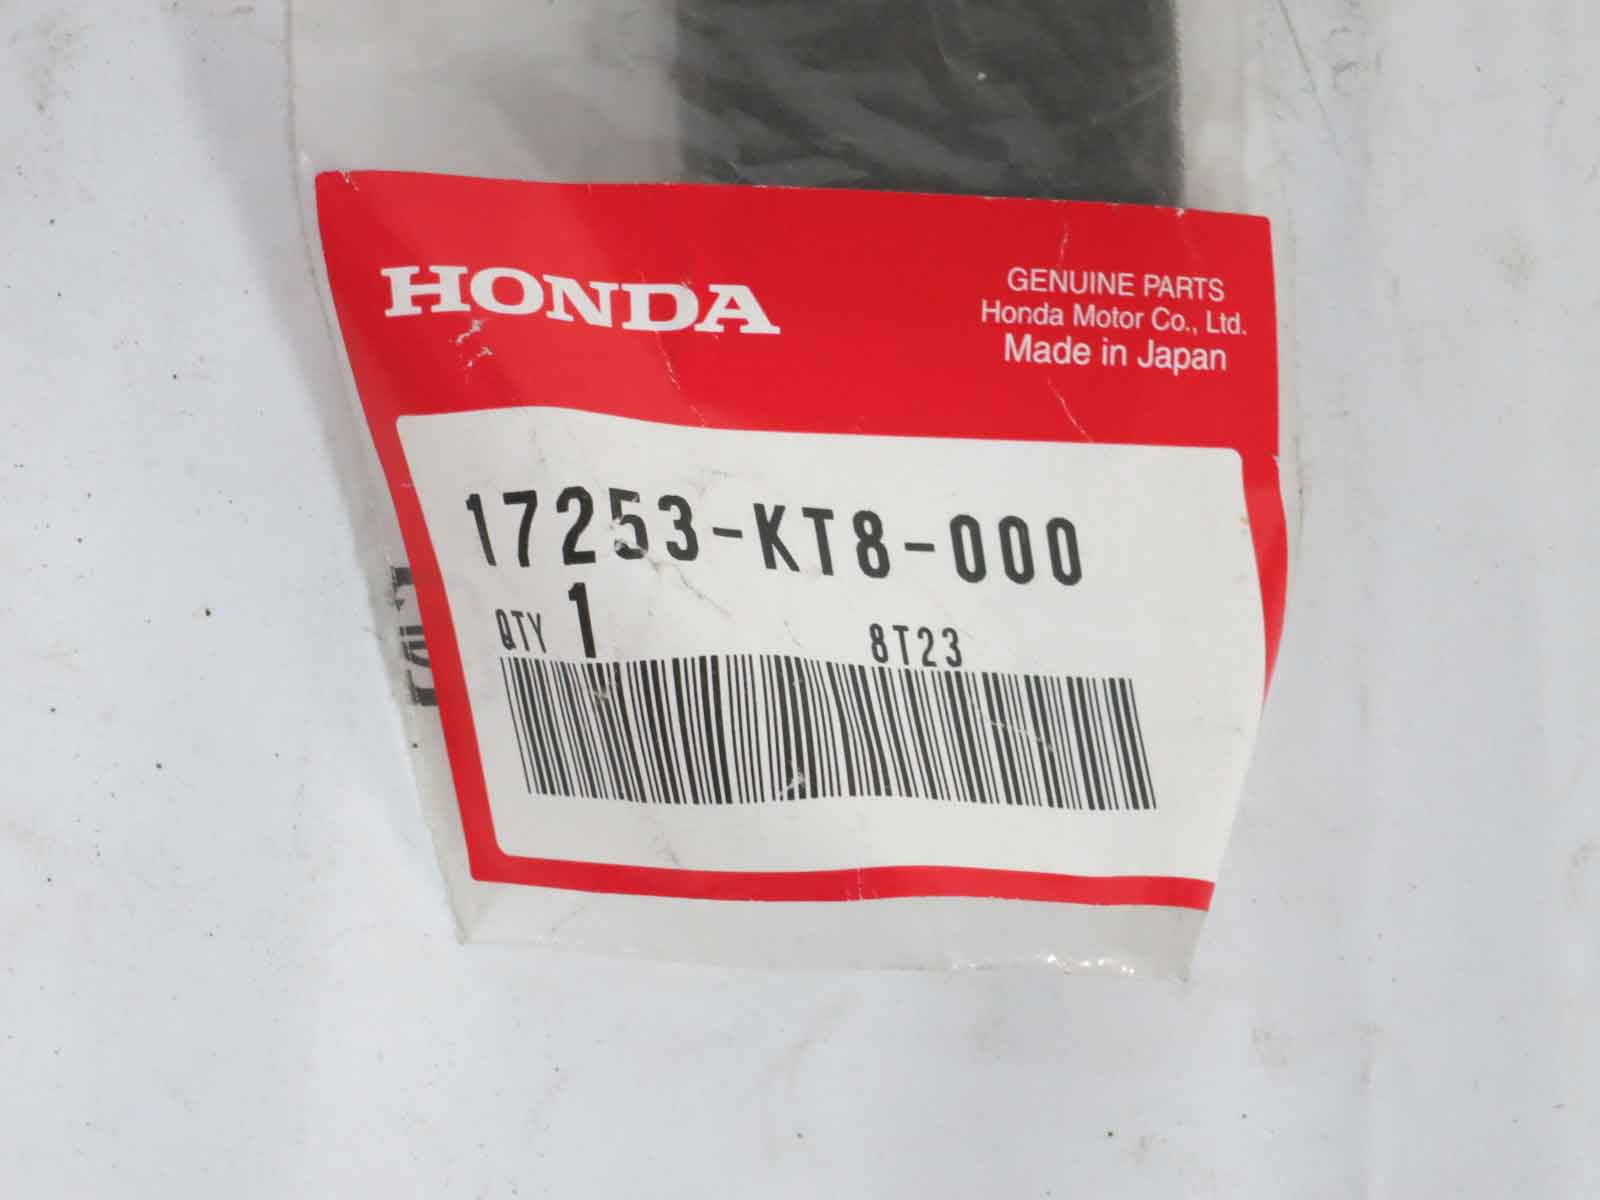 HONDA
GENUINE PARTS
Honda Motor Co., Ltd.
Made in Japan
17253-KT8-000
QTY 1
8T23